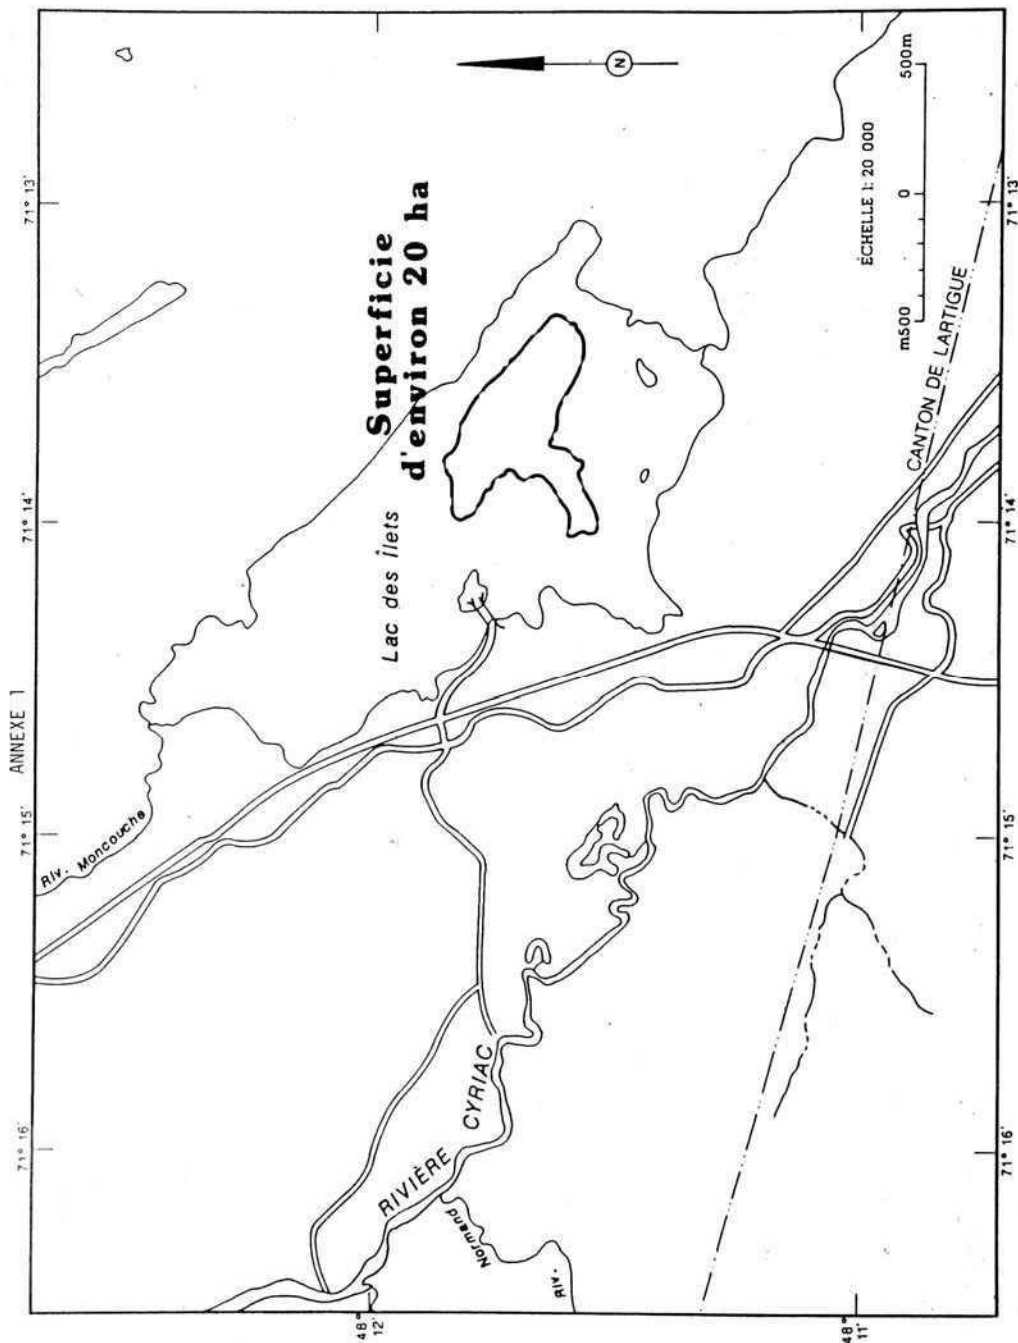 ANNEXE 1
71° 16'
71° 15'
71° 14'
71° 13'
Riv. Moncouche
48° 12'
Lac des îlets
Superficie
d'environ 20 ha
N
RIVIÈRE CYRIAC
Riv. Normand
48° 11'
CANTON DE LARTIGUE
ÉCHELLE 1: 20 000
m500 0 500m
71° 16'
71° 15'
71° 14'
71° 13'